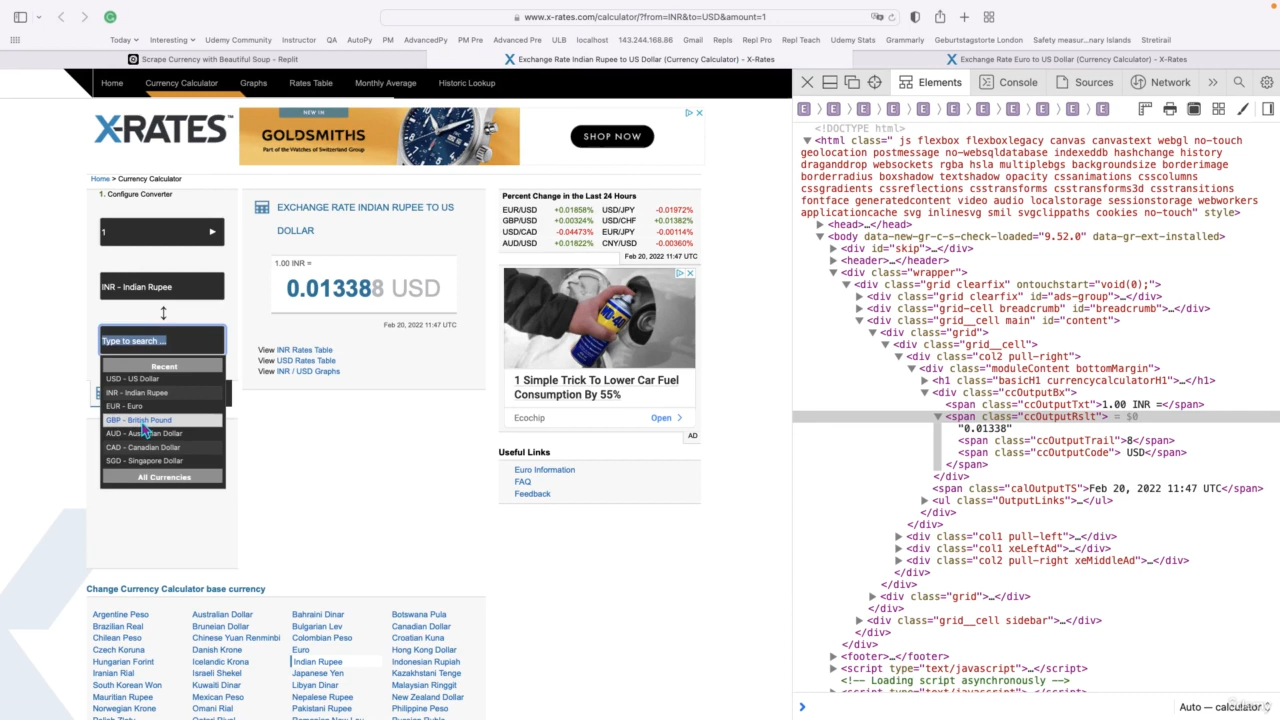 www.x-rates.com/calculator/?from=INR&to=USD&amount=1
Today Interesting Udemy Community Instructor QA AutoPy PM AdvancedPy PM Pre Advanced Pre ULB localhost 143.244.168.86 Gmail Repls Repl Pro Repl Teach Udemy Stats Grammarly Geburtstagstorte London Safety measur...nary Islands Stretirail
Scrape Currency with Beautiful Soup - Replit
Exchange Rate Indian Rupee to US Dollar (Currency Calculator) - X-Rates
Exchange Rate Euro to US Dollar (Currency Calculator) - X-Rates
Home Currency Calculator Graphs Rates Table Monthly Average Historic Lookup
X-RATES™
NEW IN
GOLDSMITHS
Part of the Watches of Switzerland Group
SHOP NOW
Home > Currency Calculator
1. Configure Converter
1
INR - Indian Rupee
Type to search ...
Recent
USD - US Dollar
INR - Indian Rupee
EUR - Euro
GBP - British Pound
AUD - Australian Dollar
CAD - Canadian Dollar
SGD - Singapore Dollar
All Currencies
EXCHANGE RATE INDIAN RUPEE TO US
DOLLAR
1.00 INR =
0.013388 USD
Feb 20, 2022 11:47 UTC
View INR Rates Table
View USD Rates Table
View INR / USD Graphs
Percent Change in the Last 24 Hours
EUR/USD +0.01858% USD/JPY -0.01972%
GBP/USD +0.00324% USD/CHF +0.01382%
USD/CAD -0.04473% EUR/JPY -0.00114%
AUD/USD +0.01822% CNY/USD -0.00360%
Feb 20, 2022 11:47 UTC
1 Simple Trick To Lower Car Fuel
Consumption By 55%
Ecochip Open
AD
Useful Links
Euro Information
FAQ
Feedback
Change Currency Calculator base currency
Argentine Peso Australian Dollar Bahraini Dinar Botswana Pula
Brazilian Real Bruneian Dollar Bulgarian Lev Canadian Dollar
Chilean Peso Chinese Yuan Renminbi Colombian Peso Croatian Kuna
Czech Koruna Danish Krone Euro Hong Kong Dollar
Hungarian Forint Icelandic Krona Indian Rupee Indonesian Rupiah
Iranian Rial Israeli Shekel Japanese Yen Kazakhstani Tenge
South Korean Won Kuwaiti Dinar Libyan Dinar Malaysian Ringgit
Mauritian Rupee Mexican Peso Nepalese Rupee New Zealand Dollar
Norwegian Krone Omani Rial Pakistani Rupee Philippine Peso
Elements Console Sources Network
E E E E E E E E E E E
<!DOCTYPE html>
<html class=" js flexbox flexboxlegacy canvas canvastext webgl no-touch
geolocation postmessage no-websqldatabase indexeddb hashchange history
draganddrop websockets rgba hsla multiplebgs backgroundsize borderimage
borderradius boxshadow textshadow opacity cssanimations csscolumns
cssgradients cssreflections csstransforms csstransforms3d csstransitions
fontface generatedcontent video audio localstorage sessionstorage webworkers
applicationcache svg inlinesvg smil svgclippaths cookies no-touch" style>
<head>…</head>
<body data-new-gr-c-s-check-loaded="9.52.0" data-gr-ext-installed>
<div id="skip">…</div>
<header>…</header>
<div class="wrapper">
<div class="grid clearfix" ontouchstart="void(0);">
<div class="grid clearfix" id="ads-group">…</div>
<div class="grid-cell breadcrumb" id="breadcrumb">…</div>
<div class="grid__cell main" id="content">
<div class="grid">
<div class="grid__cell">
<div class="col2 pull-right">
<div class="moduleContent bottomMargin">
<h1 class="basicH1 currencycalculatorH1">…</h1>
<div class="ccOutputBx">
<span class="ccOutputTxt">1.00 INR =</span>
<span class="ccOutputRslt"> = $0
"0.01338"
<span class="ccOutputTrail">8</span>
<span class="ccOutputCode"> USD</span>
</span>
</div>
<span class="calOutputTS">Feb 20, 2022 11:47 UTC</span>
<ul class="OutputLinks">…</ul>
</div>
</div>
<div class="col1 pull-left">…</div>
<div class="col1 xeLeftAd">…</div>
<div class="col2 pull-right xeMiddleAd">…</div>
</div>
</div>
<div class="grid">…</div>
</div>
<div class="grid__cell sidebar">…</div>
</div>
</div>
<footer>…</footer>
<script type="text/javascript">…</script>
<!-- Loading script asynchronously -->
Auto — calculator